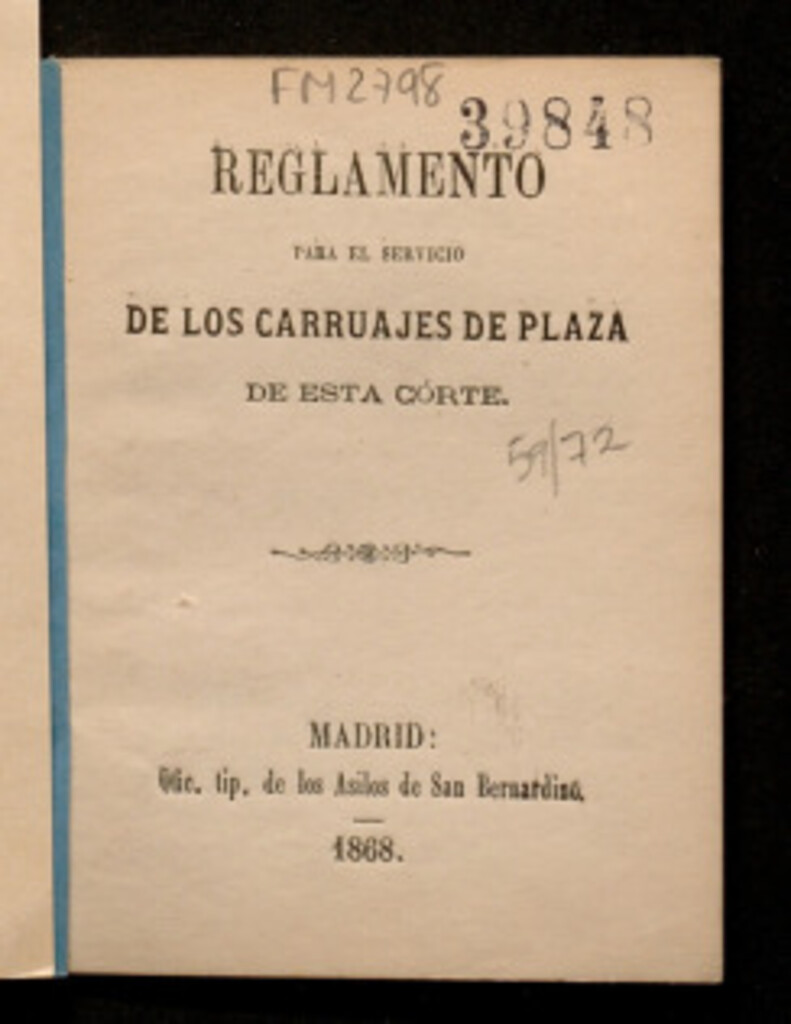 FM2798
39848
REGLAMENTO
PARA EL SERVICIO
DE LOS CARRUAJES DE PLAZA
DE ESTA CÓRTE.
59/72
MADRID:
Ofic. tip. de los Asilos de San Bernardino.
1868.